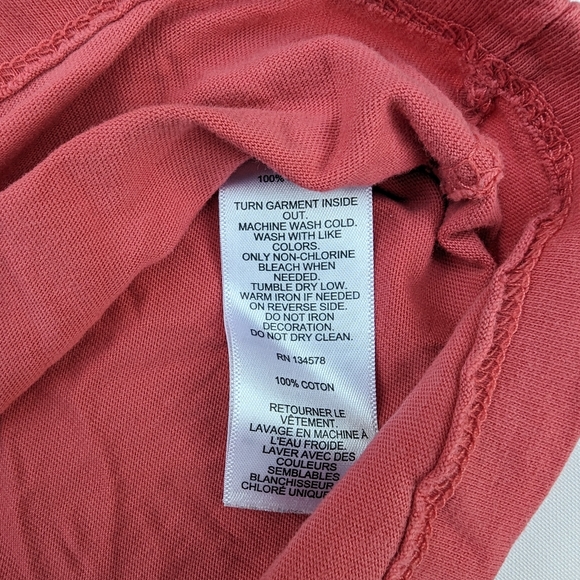 100%
TURN GARMENT INSIDE
OUT.
MACHINE WASH COLD.
WASH WITH LIKE
COLORS.
ONLY NON-CHLORINE
BLEACH WHEN
NEEDED.
TUMBLE DRY LOW.
WARM IRON IF NEEDED
ON REVERSE SIDE.
DO NOT IRON
DECORATION.
DO NOT DRY CLEAN.
RN 134578
100% COTON
RETOURNER LE
VÊTEMENT.
LAVAGE EN MACHINE À
L'EAU FROIDE.
LAVER AVEC DES
COULEURS
SEMBLABLES.
BLANCHISSEUR
CHLORÉ UNIQUE